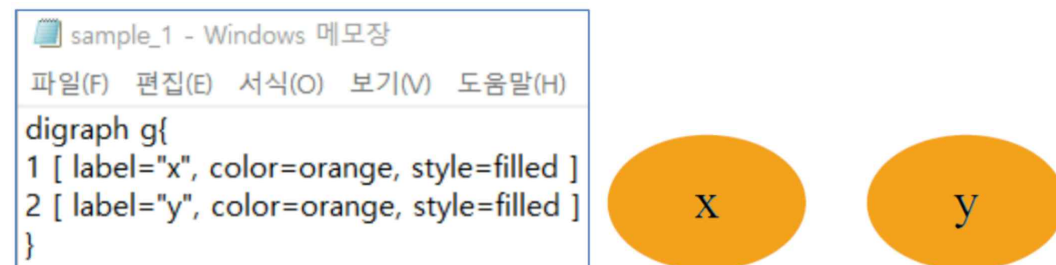 sample_1 - Windows 메모장
파일(F) 편집(E) 서식(O) 보기(V) 도움말(H)
digraph g{
1 [ label="x", color=orange, style=filled ]
2 [ label="y", color=orange, style=filled ]
}
x y